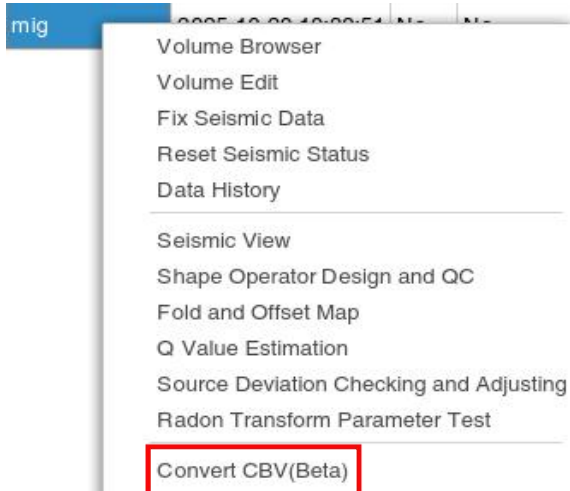 mig
Volume Browser
Volume Edit
Fix Seismic Data
Reset Seismic Status
Data History
Seismic View
Shape Operator Design and QC
Fold and Offset Map
Q Value Estimation
Source Deviation Checking and Adjusting
Radon Transform Parameter Test
Convert CBV(Beta)